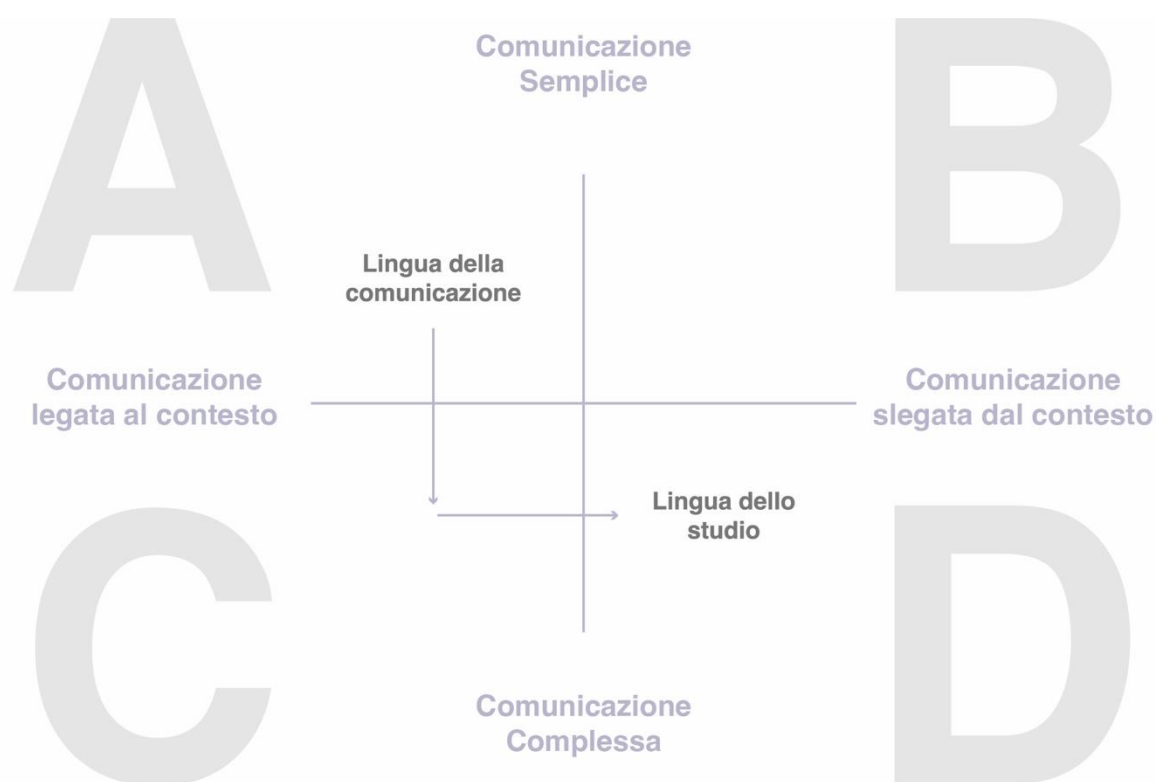 A
Comunicazione
Semplice
B
Lingua della
comunicazione
Comunicazione
legata al contesto
Comunicazione
slegata dal contesto
Lingua dello
studio
C
D
Comunicazione
Complessa